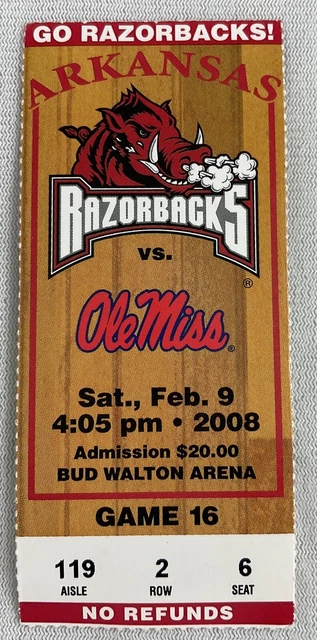 GO RAZORBACKS!
ARKANSAS
RAZORBACKS
®
vs.
Ole Miss®
Sat., Feb. 9
4:05 pm • 2008
Admission $20.00
BUD WALTON ARENA
GAME 16
119 2 6
AISLE ROW SEAT
NO REFUNDS